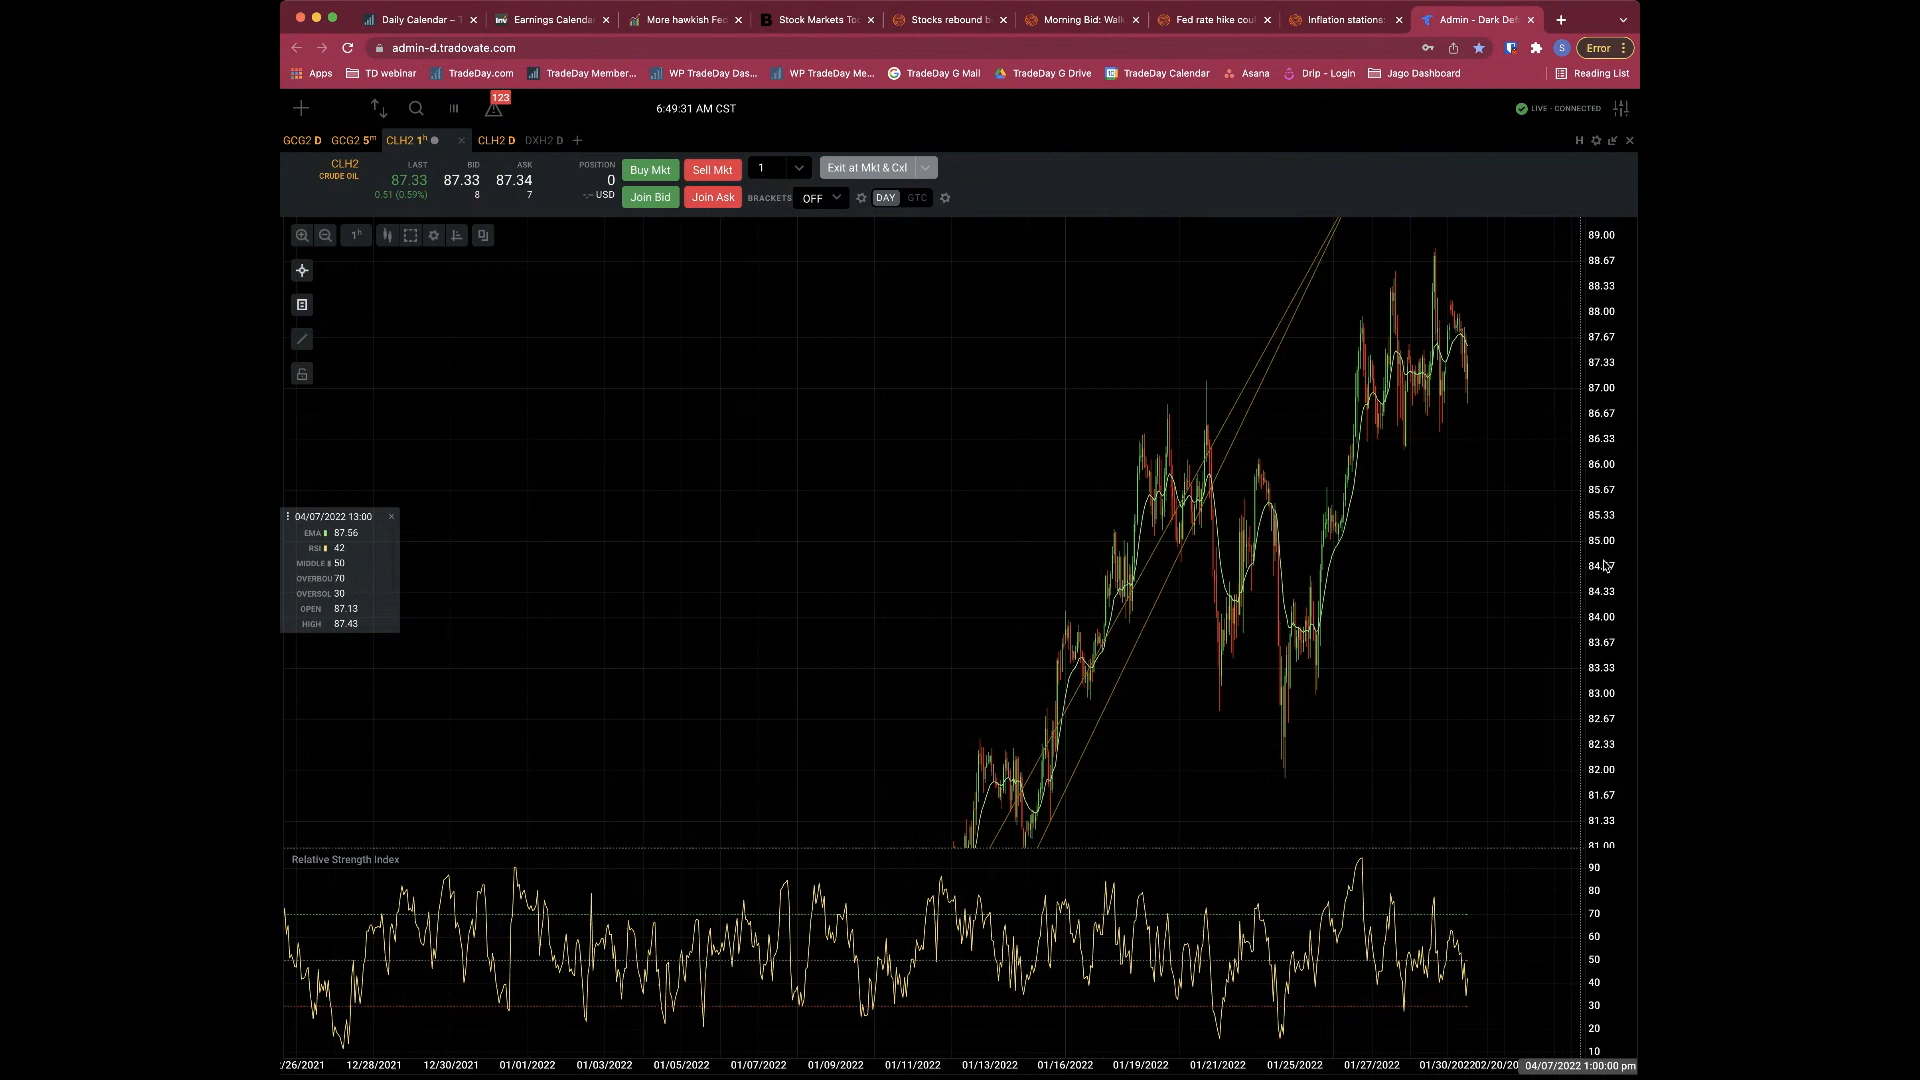 Daily Calendar – T
Earnings Calenda
More hawkish Fed
Stock Markets To
Stocks rebound b
Morning Bid: Wal
Fed rate hike coul
Inflation stations:
Admin - Dark Def
admin-d.tradovate.com
Error
Apps TD webinar TradeDay.com TradeDay Member... WP TradeDay Das... WP TradeDay Me... TradeDay G Mail TradeDay G Drive TradeDay Calendar Asana Drip - Login Jago Dashboard Reading List
123
6:49:31 AM CST
LIVE - CONNECTED
GCG2 D GCG2 5m CLH2 1h CLH2 D DXH2 D
H
CLH2
CRUDE OIL
LAST BID ASK POSITION
87.33 87.33 87.34 0
0.51 (0.59%) 8 7 -.-- USD
Buy Mkt Sell Mkt 1 Exit at Mkt & Cxl
Join Bid Join Ask BRACKETS OFF DAY GTC
1h
89.00
88.67
88.33
88.00
87.67
87.33
87.00
86.67
86.33
86.00
85.67
85.33
85.00
84.33
84.00
83.67
83.33
83.00
82.67
82.33
82.00
81.67
81.33
81.00
04/07/2022 13:00
EMA 87.56
RSI 42
MIDDLE 50
OVERBOU 70
OVERSOL 30
OPEN 87.13
HIGH 87.43
Relative Strength Index
90
80
70
60
50
40
30
20
10
/26/2021 12/28/2021 12/30/2021 01/01/2022 01/03/2022 01/05/2022 01/07/2022 01/09/2022 01/11/2022 01/13/2022 01/16/2022 01/19/2022 01/21/2022 01/25/2022 01/27/2022 01/30/2022 02/20/20 04/07/2022 1:00:00 pm